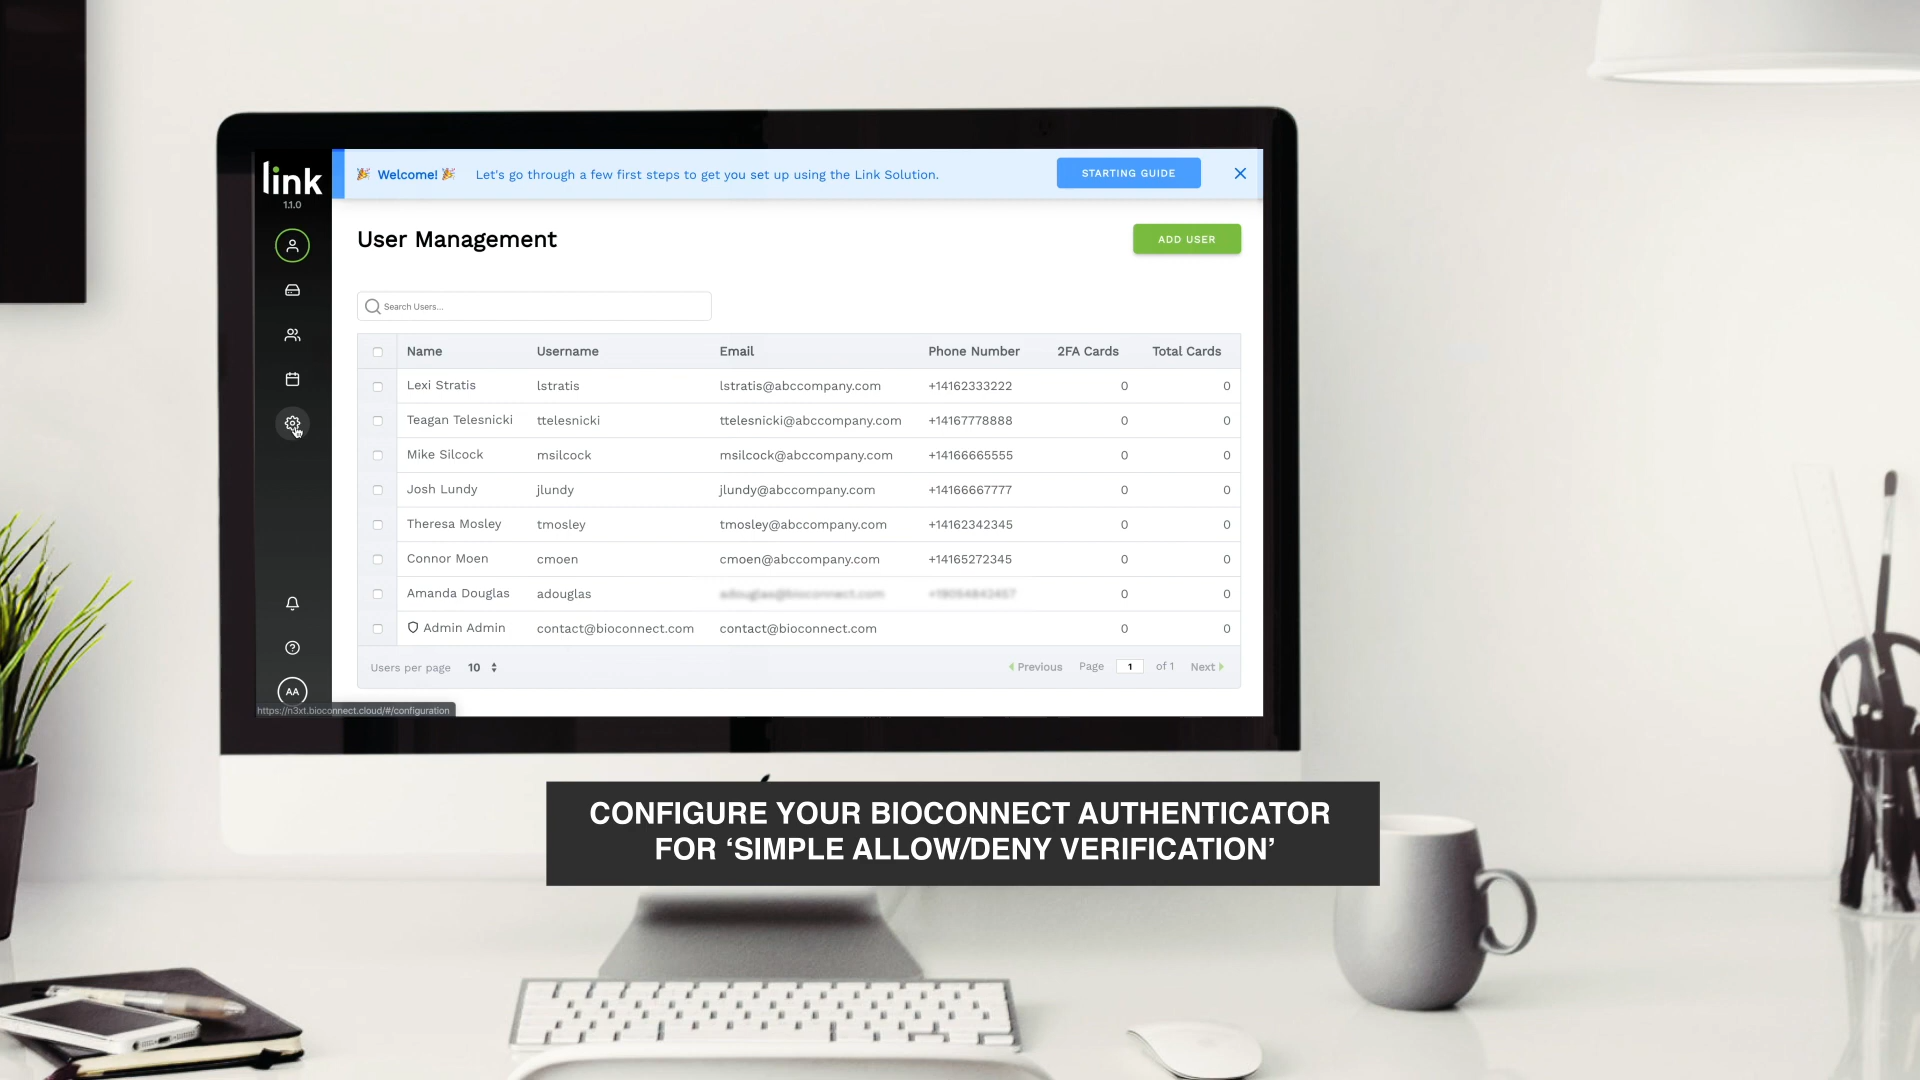 link
1.1.0
Welcome! Let's go through a few first steps to get you set up using the Link Solution.
STARTING GUIDE
User Management
ADD USER
Search Users...
Name Username Email Phone Number 2FA Cards Total Cards
Lexi Stratis lstratis lstratis@abccompany.com +14162333222 0 0
Teagan Telesnicki ttelesnicki ttelesnicki@abccompany.com +14167778888 0 0
Mike Silcock msilcock msilcock@abccompany.com +14166665555 0 0
Josh Lundy jlundy jlundy@abccompany.com +14166667777 0 0
Theresa Mosley tmosley tmosley@abccompany.com +14162342345 0 0
Connor Moen cmoen cmoen@abccompany.com +14165272345 0 0
Amanda Douglas adouglas 0 0
Admin Admin contact@bioconnect.com contact@bioconnect.com 0 0
Users per page 10 Previous Page 1 of 1 Next
AA
https://n3xt.bioconnect.cloud/#/configuration
CONFIGURE YOUR BIOCONNECT AUTHENTICATOR
FOR ‘SIMPLE ALLOW/DENY VERIFICATION’